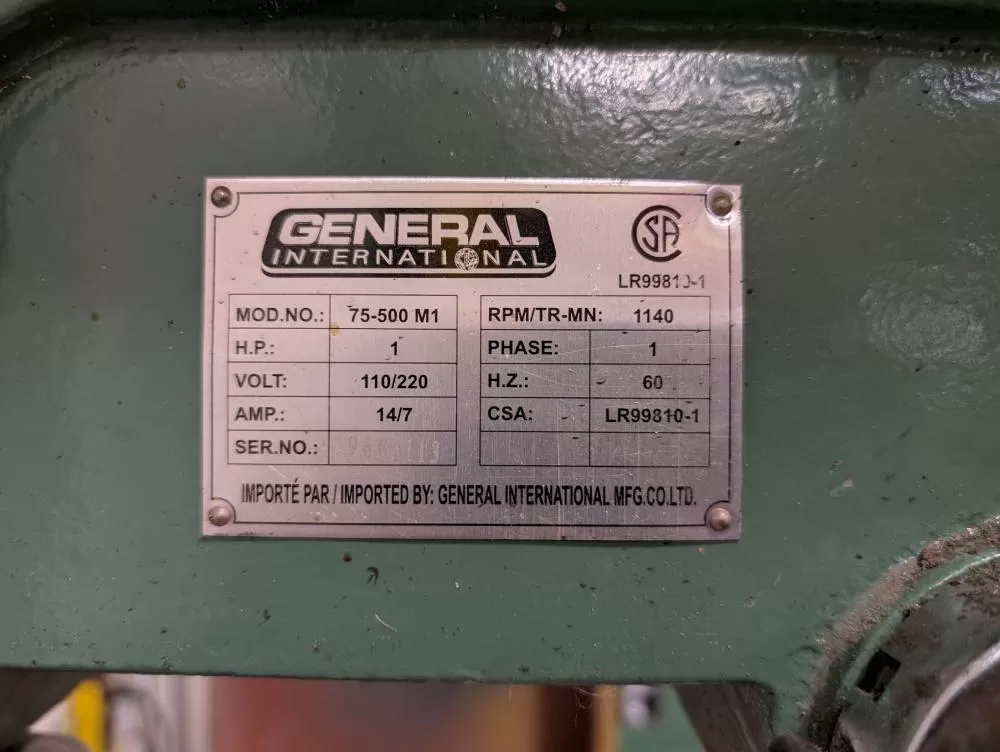 GENERAL
INTERNATIONAL
CSA
LR99810-1
MOD.NO.: 75-500 M1 RPM/TR-MN: 1140
H.P.: 1 PHASE: 1
VOLT: 110/220 H.Z.: 60
AMP.: 14/7 CSA: LR99810-1
SER.NO.:
IMPORTÉ PAR / IMPORTED BY: GENERAL INTERNATIONAL MFG.CO.LTD.